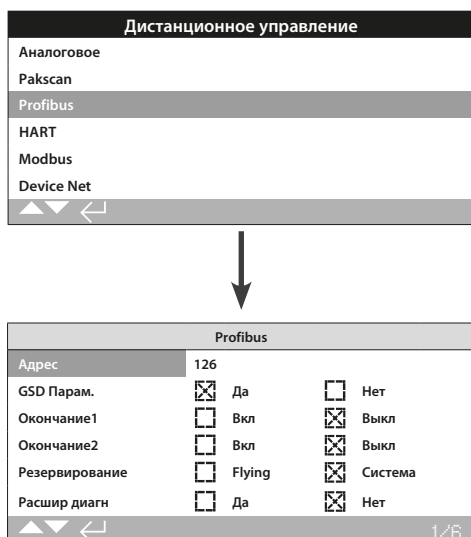 Дистанционное управление
Аналоговое
Pakscan
Profibus
HART
Modbus
Device Net
Profibus
Адрес 126
GSD Парам. Да Нет
Окончание1 Вкл Выкл
Окончание2 Вкл Выкл
Резервирование Flying Система
Расшир диагн Да Нет
1/6